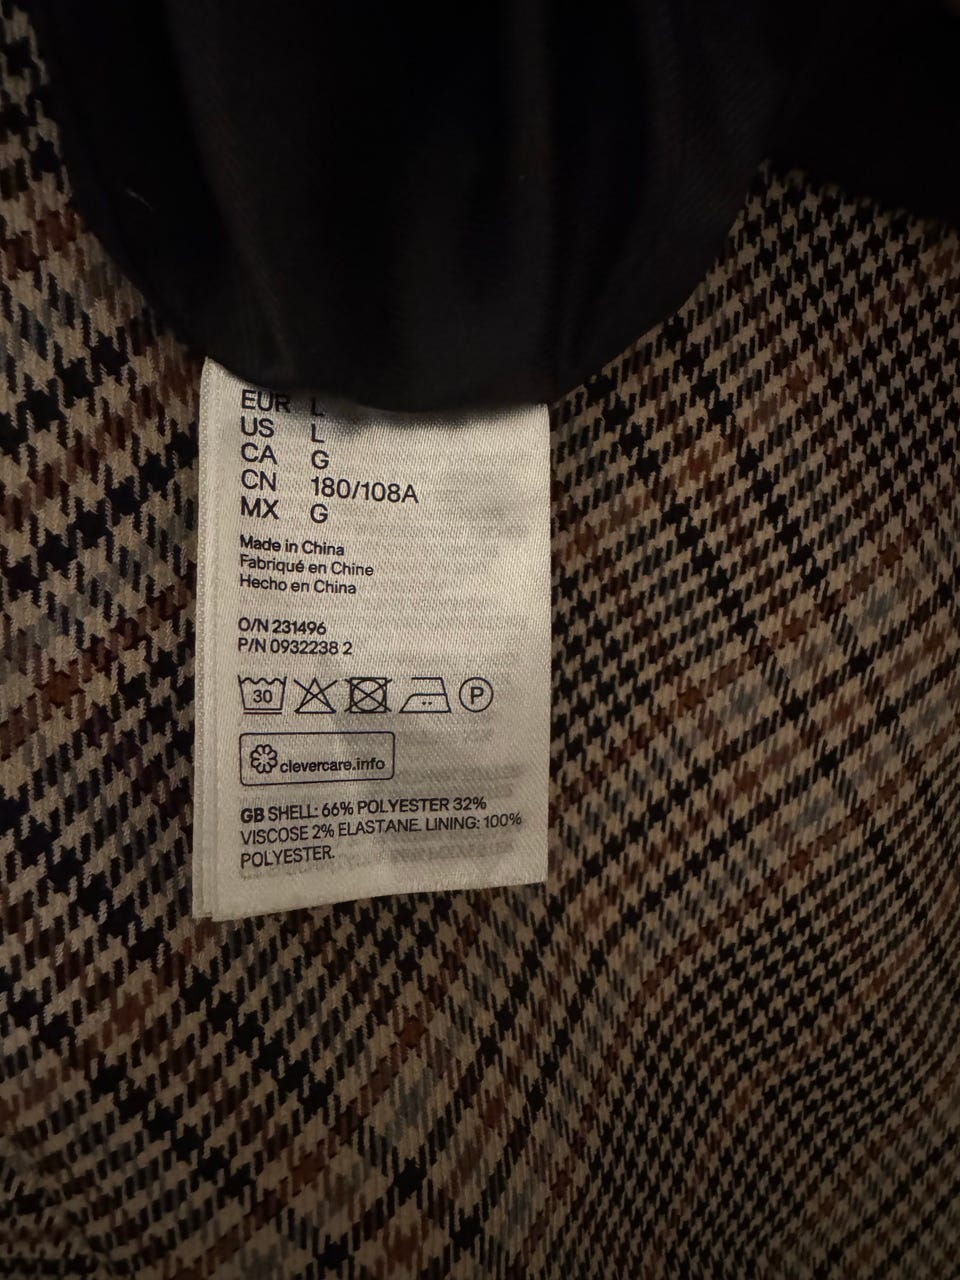 EUR L
US L
CA G
CN 180/108A
MX G
Made in China
Fabriqué en Chine
Hecho en China
O/N 231496
P/N 0932238 2
30 P
clevercare.info
GB SHELL: 66% POLYESTER 32%
VISCOSE 2% ELASTANE. LINING: 100%
POLYESTER.